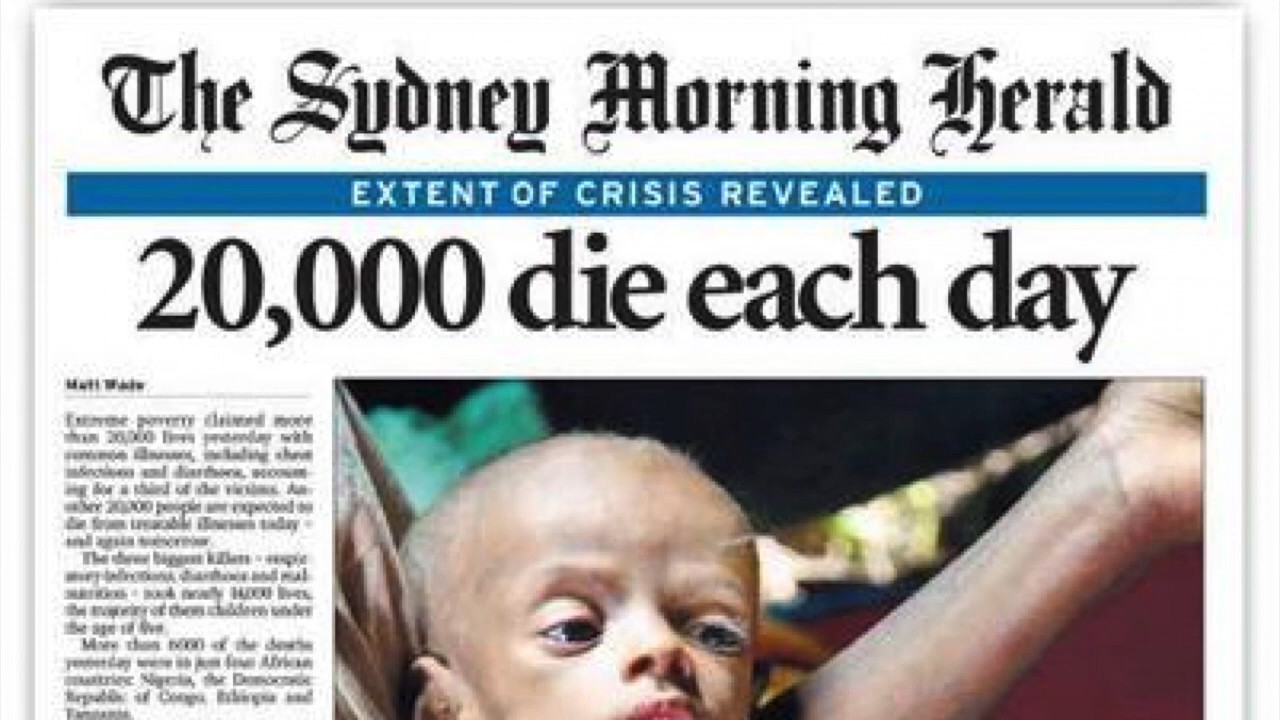 The Sydney Morning Herald
EXTENT OF CRISIS REVEALED
20,000 die each day
Matt Wade
Extreme poverty claimed more
than 20,000 lives yesterday with
common illnesses, including chest
infections and diarrhoea, account-
ing for a third of the victims. An-
other 20,000 people are expected to
die from treatable illnesses today –
and again tomorrow.
The three biggest killers – respir-
atory infections, diarrhoea and mal-
nutrition – took nearly 14,000 lives,
the majority of them children under
the age of five.
More than 6000 of the deaths
yesterday were in just four African
countries: Nigeria, the Democratic
Republic of Congo, Ethiopia and
Tanzania.